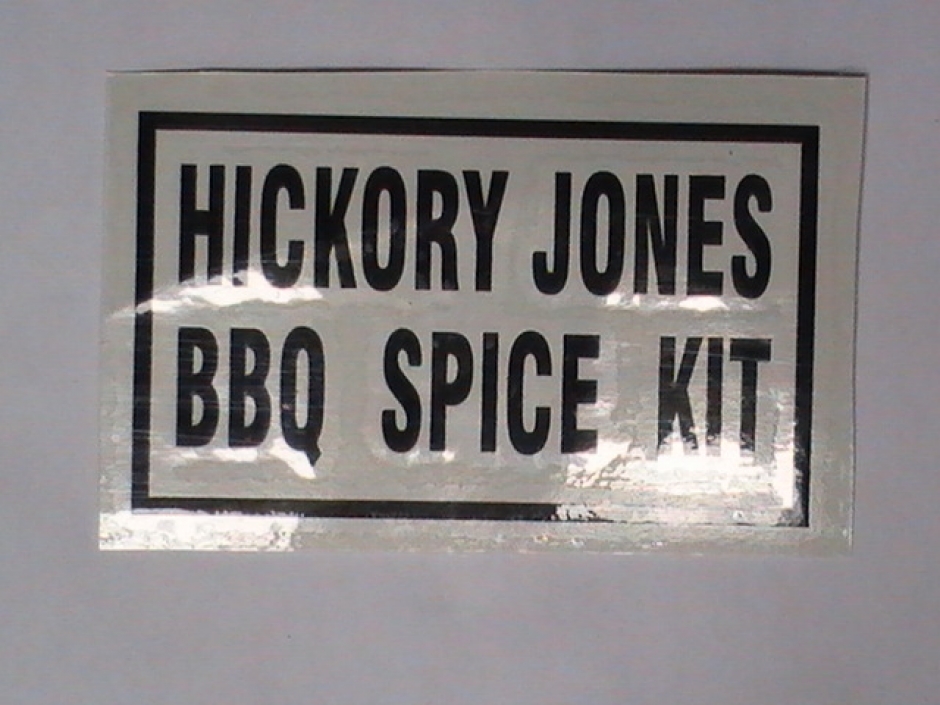 HICKORY JONES
BBQ SPICE KIT